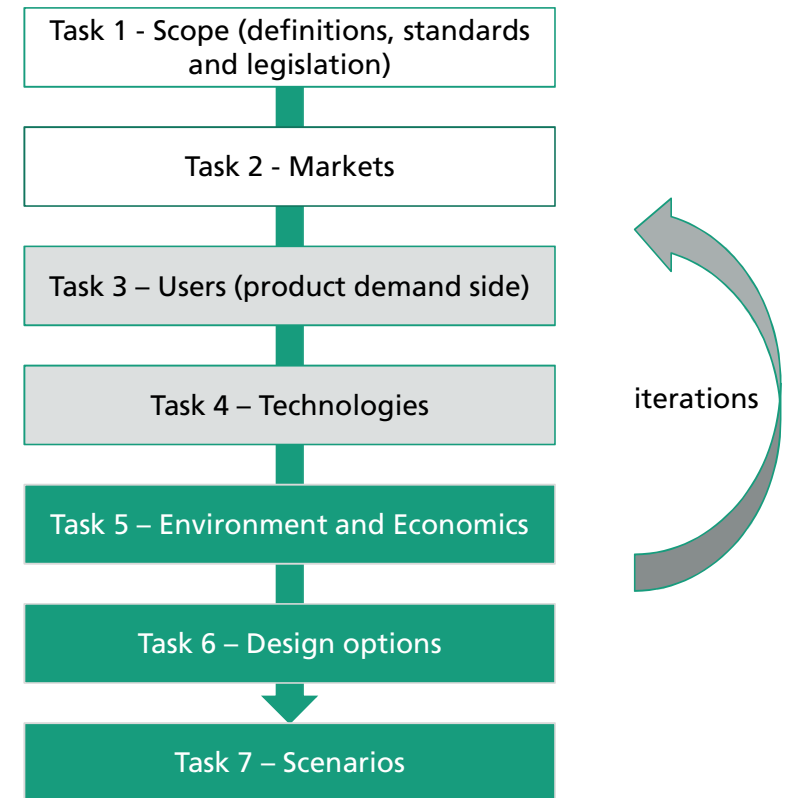 Task 1 - Scope (definitions, standards
and legislation)
Task 2 - Markets
Task 3 – Users (product demand side)
Task 4 – Technologies
iterations
Task 5 – Environment and Economics
Task 6 – Design options
Task 7 – Scenarios